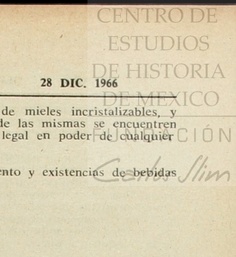 CENTRO DE
ESTUDIOS
DE HISTORIA
DE MEXICO
FUNDACIÓN
Carlos Slim
28 DIC. 1966
de mieles incristalizables, y
de las mismas se encuentren
legal en poder de cualquier
nto y existencias de bebidas